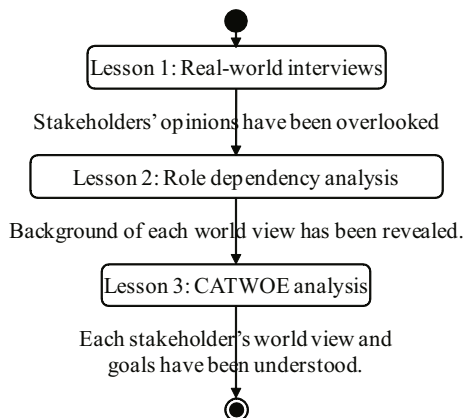 Lesson 1: Real-world interviews
Stakeholders' opinions have been overlooked
Lesson 2: Role dependency analysis
Background of each world view has been revealed.
Lesson 3: CATWOE analysis
Each stakeholder's world view and
goals have been understood.